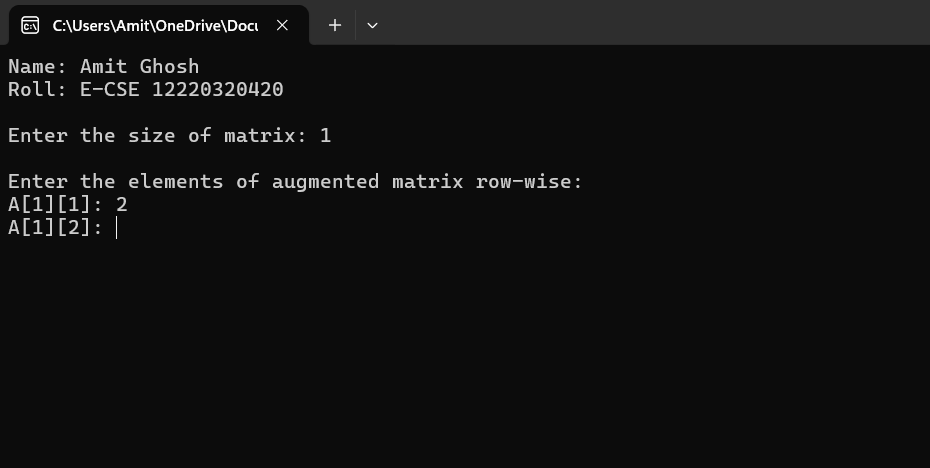 C:\Users\Amit\OneDrive\Docu
Name: Amit Ghosh
Roll: E-CSE 12220320420
Enter the size of matrix: 1
Enter the elements of augmented matrix row-wise:
A[1][1]: 2
A[1][2]: